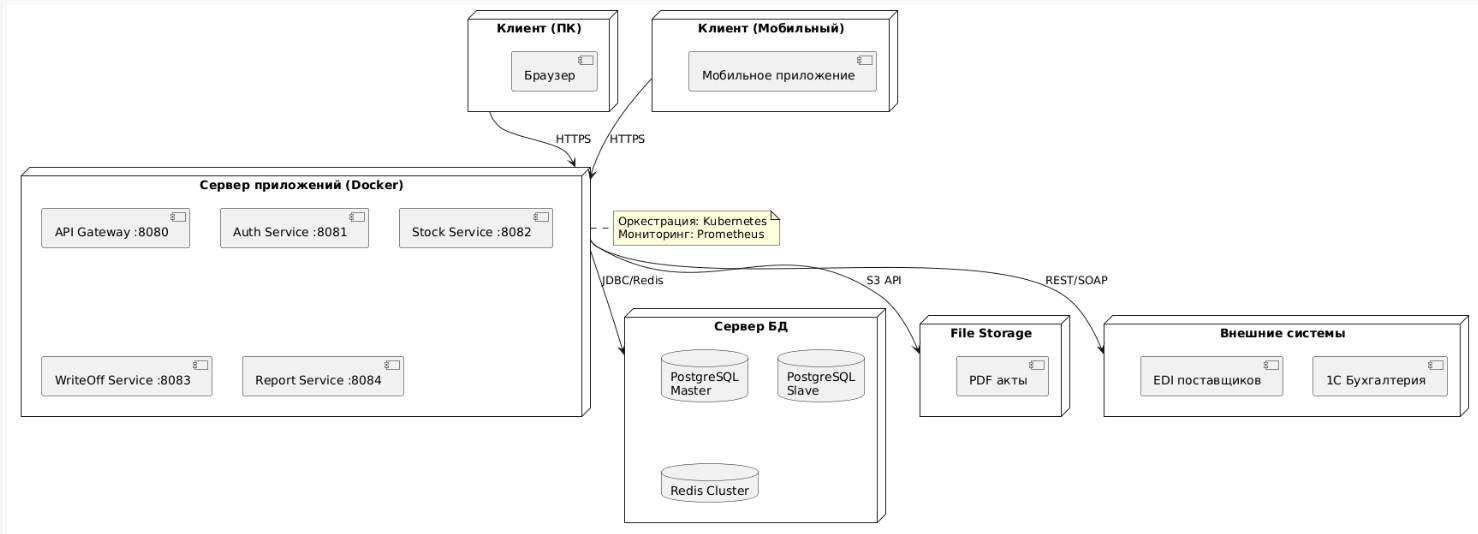 Клиент (ПК)
Браузер
Клиент (Мобильный)
Мобильное приложение
HTTPS
HTTPS
Сервер приложений (Docker)
API Gateway :8080
Auth Service :8081
Stock Service :8082
WriteOff Service :8083
Report Service :8084
Оркестрация: Kubernetes
Мониторинг: Prometheus
JDBC/Redis
S3 API
REST/SOAP
Сервер БД
PostgreSQL
Master
PostgreSQL
Slave
Redis Cluster
File Storage
PDF акты
Внешние системы
EDI поставщиков
1С Бухгалтерия